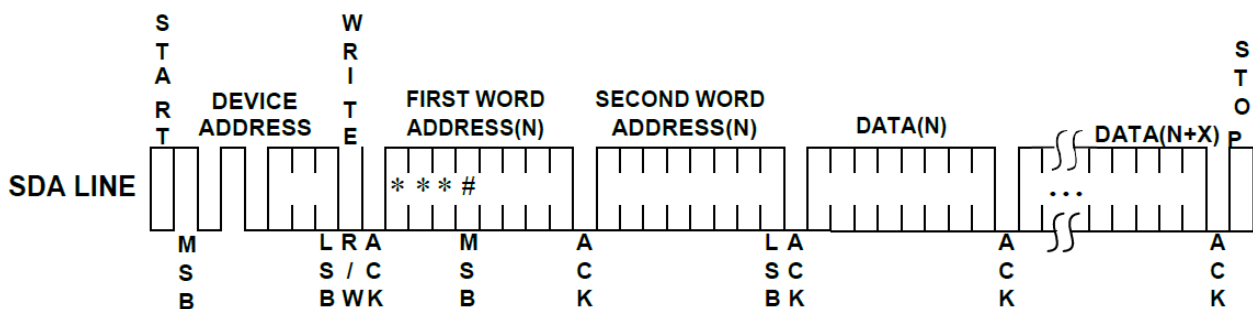 START
WRITE
STOP
DEVICE
ADDRESS
FIRST WORD
ADDRESS(N)
SECOND WORD
ADDRESS(N)
DATA(N)
DATA(N+X)
SDA LINE
* * * #
...
MSB
LSB
R/W
ACK
MSB
ACK
LSB
ACK
ACK
ACK